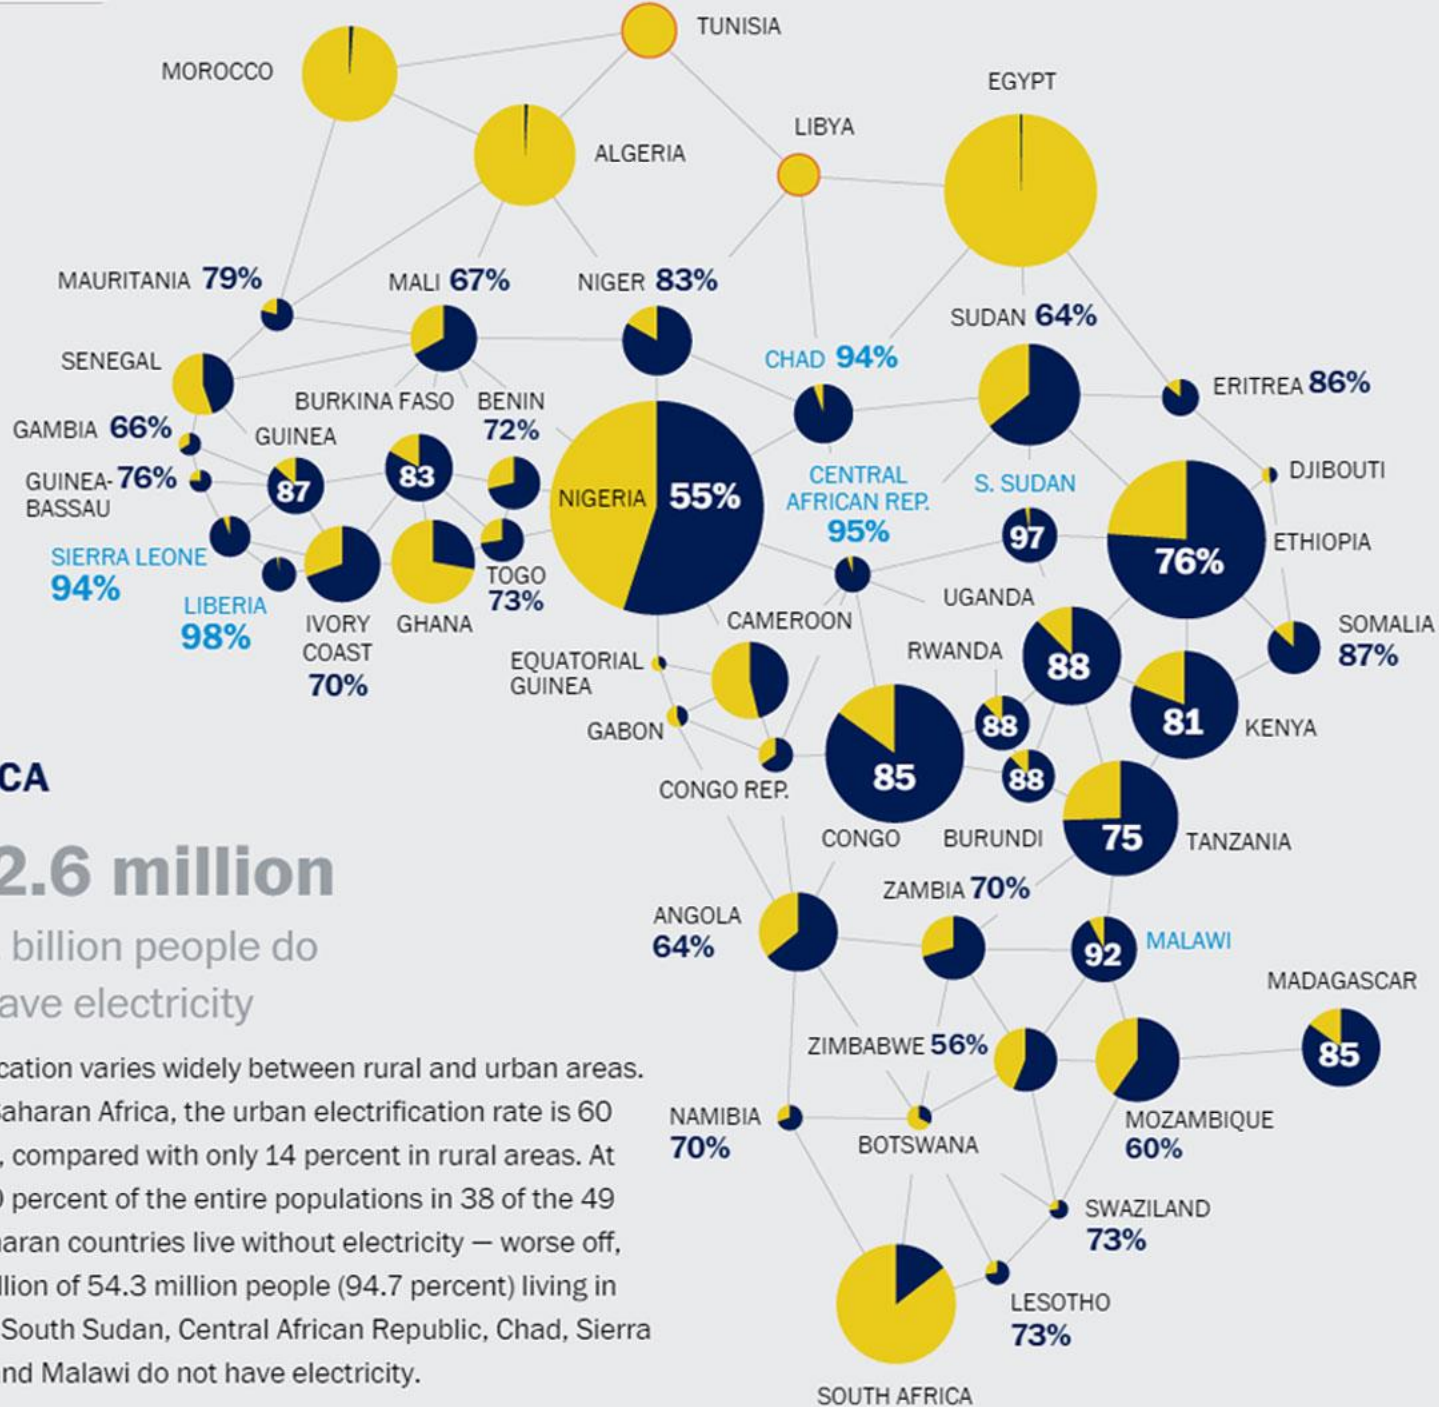 TUNISIA
MOROCCO
EGYPT
LIBYA
ALGERIA
MAURITANIA 79%
MALI 67%
NIGER 83%
SUDAN 64%
SENEGAL
CHAD 94%
ERITREA 86%
BURKINA FASO
BENIN
72%
GAMBIA 66%
GUINEA
87
83
GUINEA- 76%
BASSAU
NIGERIA 55%
CENTRAL
AFRICAN REP.
95%
S. SUDAN
97
DJIBOUTI
76%
ETHIOPIA
SIERRA LEONE
94%
LIBERIA
98%
IVORY
COAST
70%
GHANA
TOGO
73%
CAMEROON
UGANDA
88
RWANDA
88
SOMALIA
87%
EQUATORIAL
GUINEA
GABON
81
KENYA
CONGO REP.
85
CONGO
88
BURUNDI
75
TANZANIA
CA
2.6 million
billion people do
ave electricity
ZAMBIA 70%
ANGOLA
64%
92
MALAWI
MADAGASCAR
85
ZIMBABWE 56%
MOZAMBIQUE
60%
NAMIBIA
70%
BOTSWANA
SWAZILAND
73%
LESOTHO
73%
SOUTH AFRICA
cation varies widely between rural and urban areas.
aharan Africa, the urban electrification rate is 60
, compared with only 14 percent in rural areas. At
0 percent of the entire populations in 38 of the 49
haran countries live without electricity — worse off,
llion of 54.3 million people (94.7 percent) living in
South Sudan, Central African Republic, Chad, Sierra
nd Malawi do not have electricity.